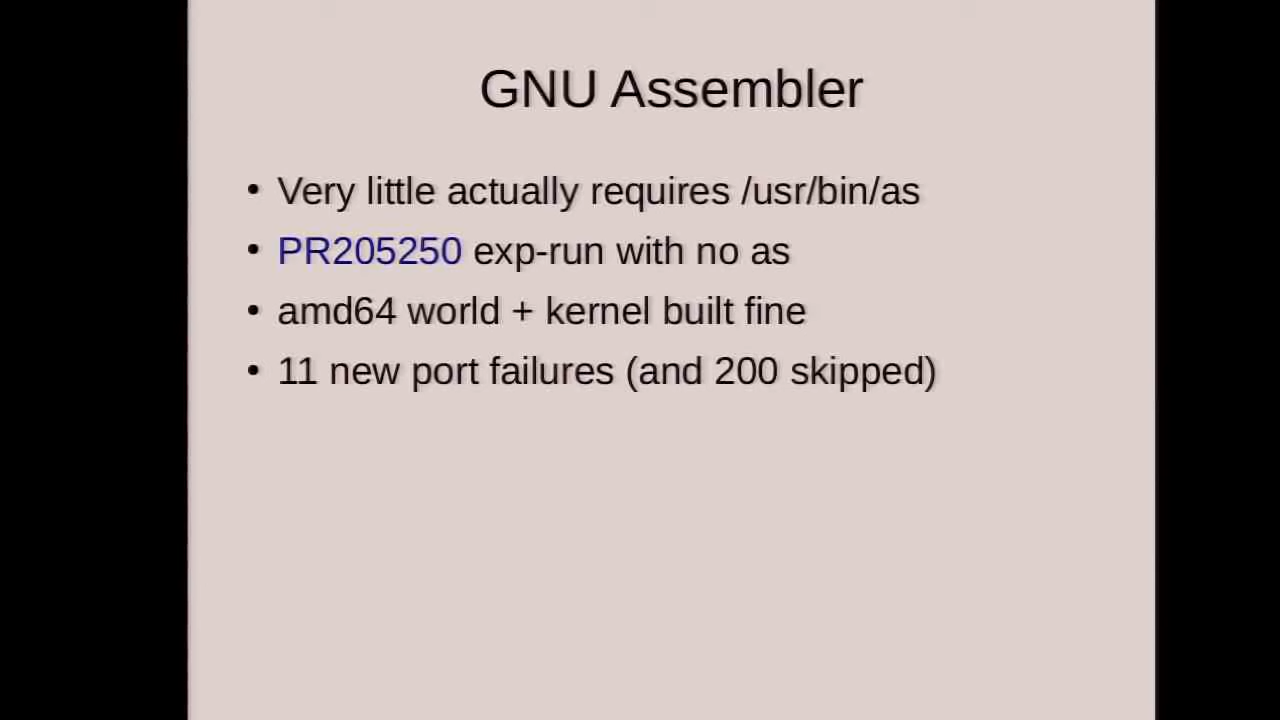 GNU Assembler
• Very little actually requires /usr/bin/as
• PR205250 exp-run with no as
• amd64 world + kernel built fine
• 11 new port failures (and 200 skipped)